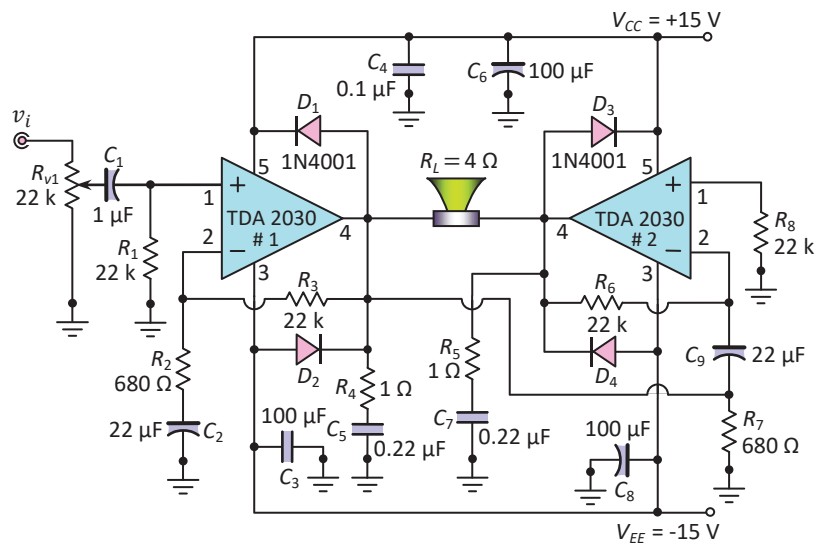 V_CC = +15 V
C4
0.1 µF
C6
100 µF
D1
1N4001
D3
1N4001
v_i
R_v1
22 k
C1
1 µF
R1
22 k
1
2
3
4
5
+
−
TDA 2030
# 1
R_L = 4 Ω
5
+
−
TDA 2030
# 2
4
1
2
3
R8
22 k
R3
22 k
R6
22 k
R2
680 Ω
D2
R4
1 Ω
R5
1 Ω
D4
C9
22 µF
22 µF
C2
100 µF
C3
C5
0.22 µF
C7
0.22 µF
100 µF
C8
R7
680 Ω
V_EE = -15 V